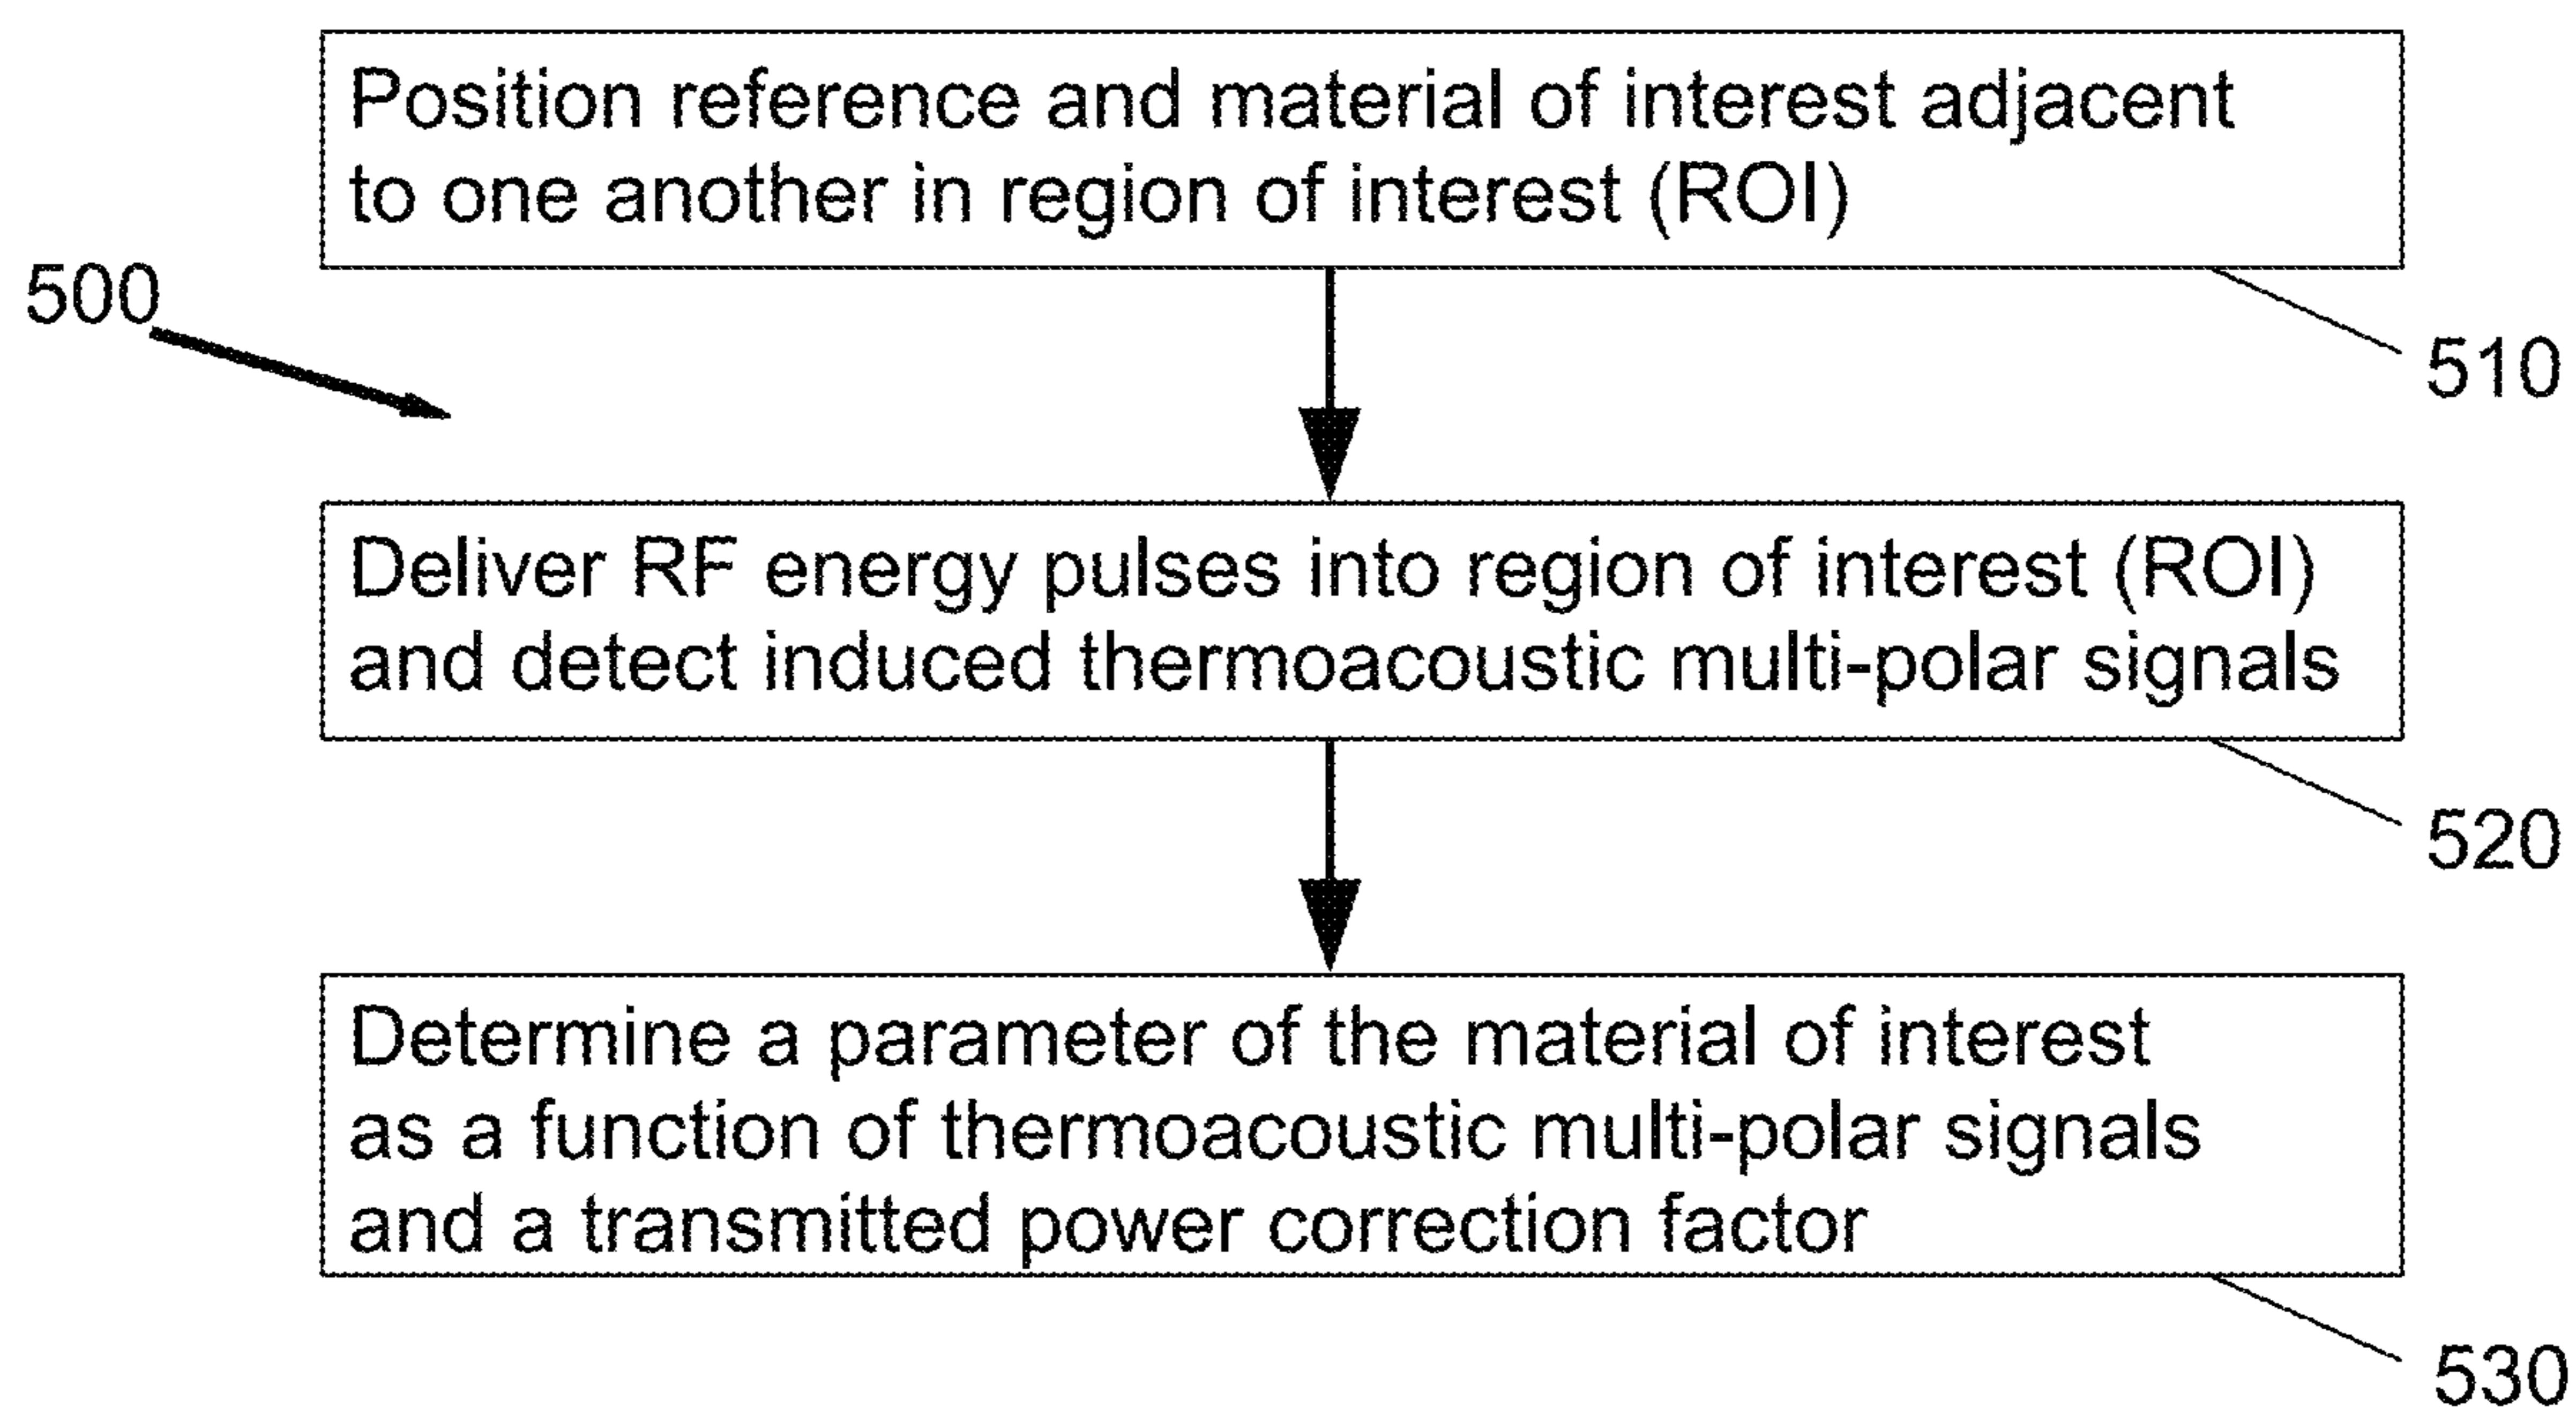 Position reference and material of interest adjacent
to one another in region of interest (ROI)
500
510
Deliver RF energy pulses into region of interest (ROI)
and detect induced thermoacoustic multi-polar signals
520
Determine a parameter of the material of interest
as a function of thermoacoustic multi-polar signals
and a transmitted power correction factor
530